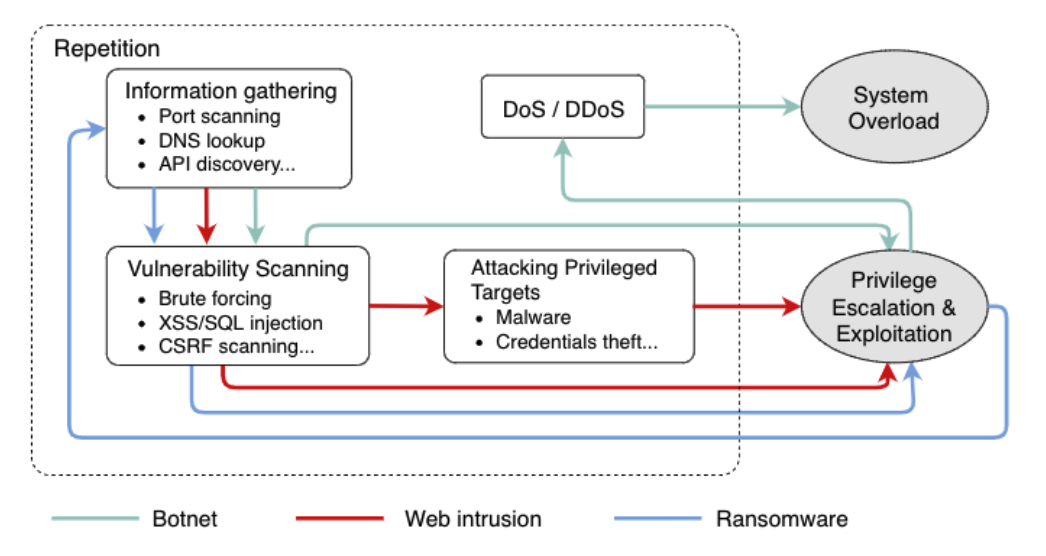 Repetition
Information gathering
• Port scanning
• DNS lookup
• API discovery...
DoS / DDoS
System
Overload
Vulnerability Scanning
• Brute forcing
• XSS/SQL injection
• CSRF scanning...
Attacking Privileged
Targets
• Malware
• Credentials theft...
Privilege
Escalation &
Exploitation
Botnet
Web intrusion
Ransomware